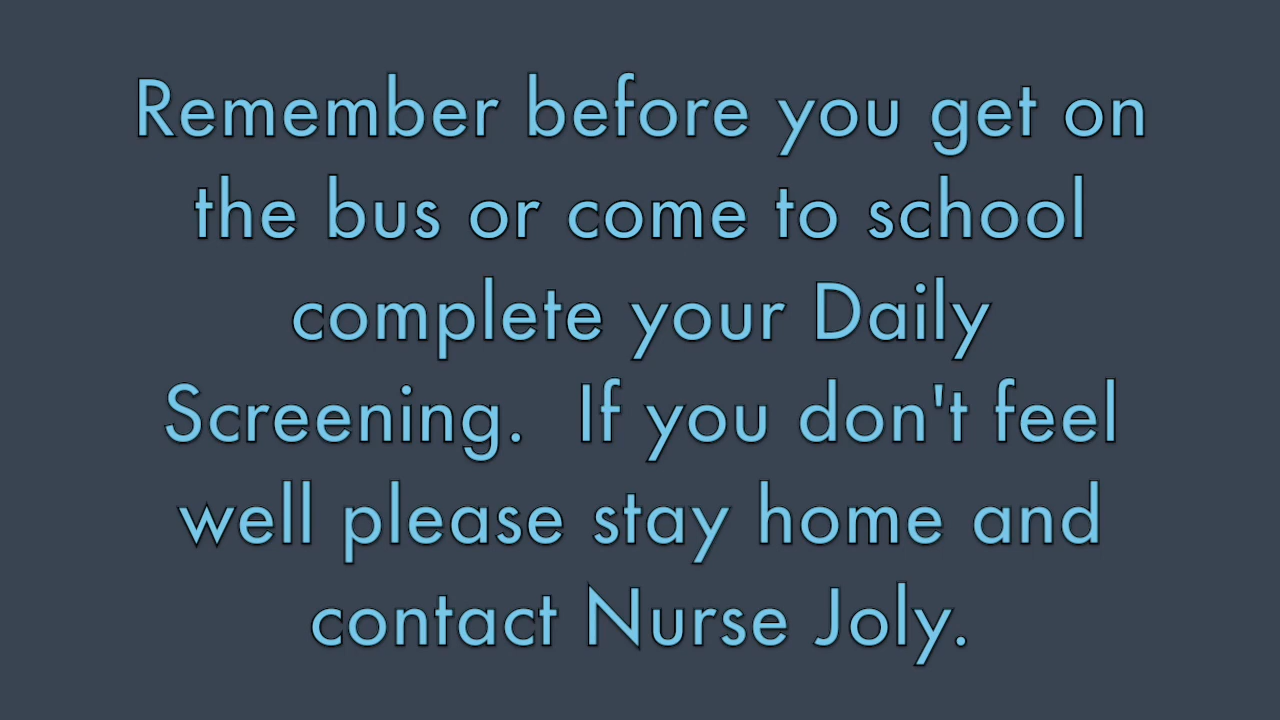 Remember before you get on
the bus or come to school
complete your Daily
Screening.  If you don't feel
well please stay home and
contact Nurse Joly.